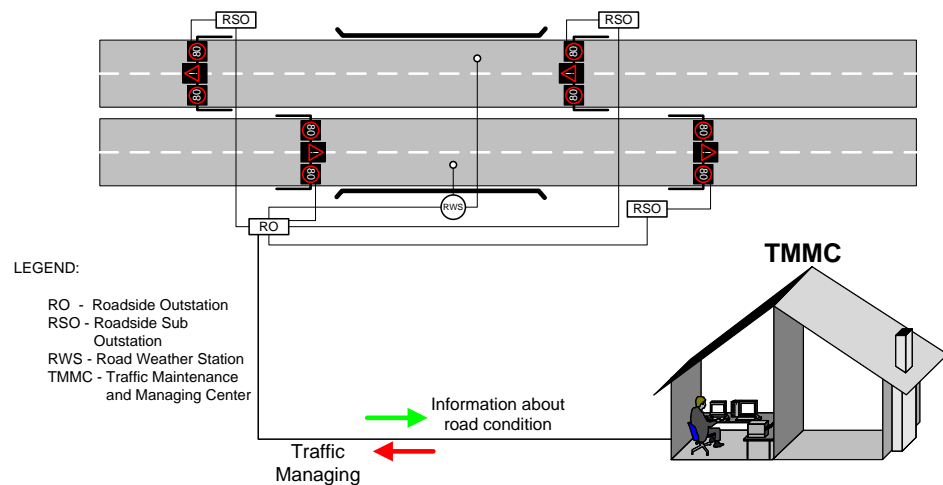 RSO
RSO
80
80
80
80
80
80
80
80
RWS
RSO
RO
TMMC
LEGEND:
RO - Roadside Outstation
RSO - Roadside Sub
Outstation
RWS - Road Weather Station
TMMC - Traffic Maintenance
and Managing Center
Information about
road condition
Traffic
Managing